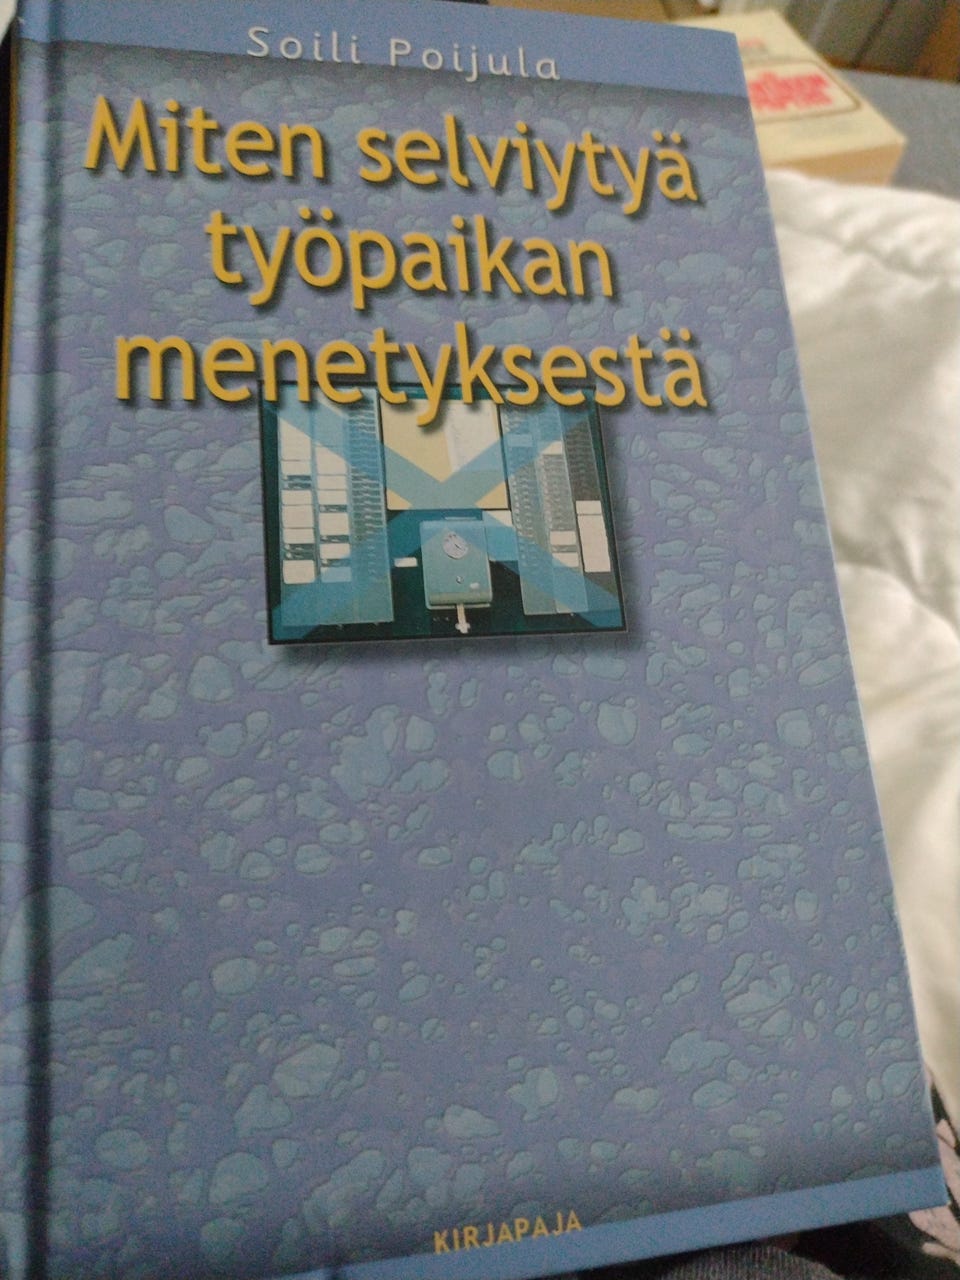 Soili Poijula
Miten selviytyä
työpaikan
menetyksestä
KIRJAPAJA